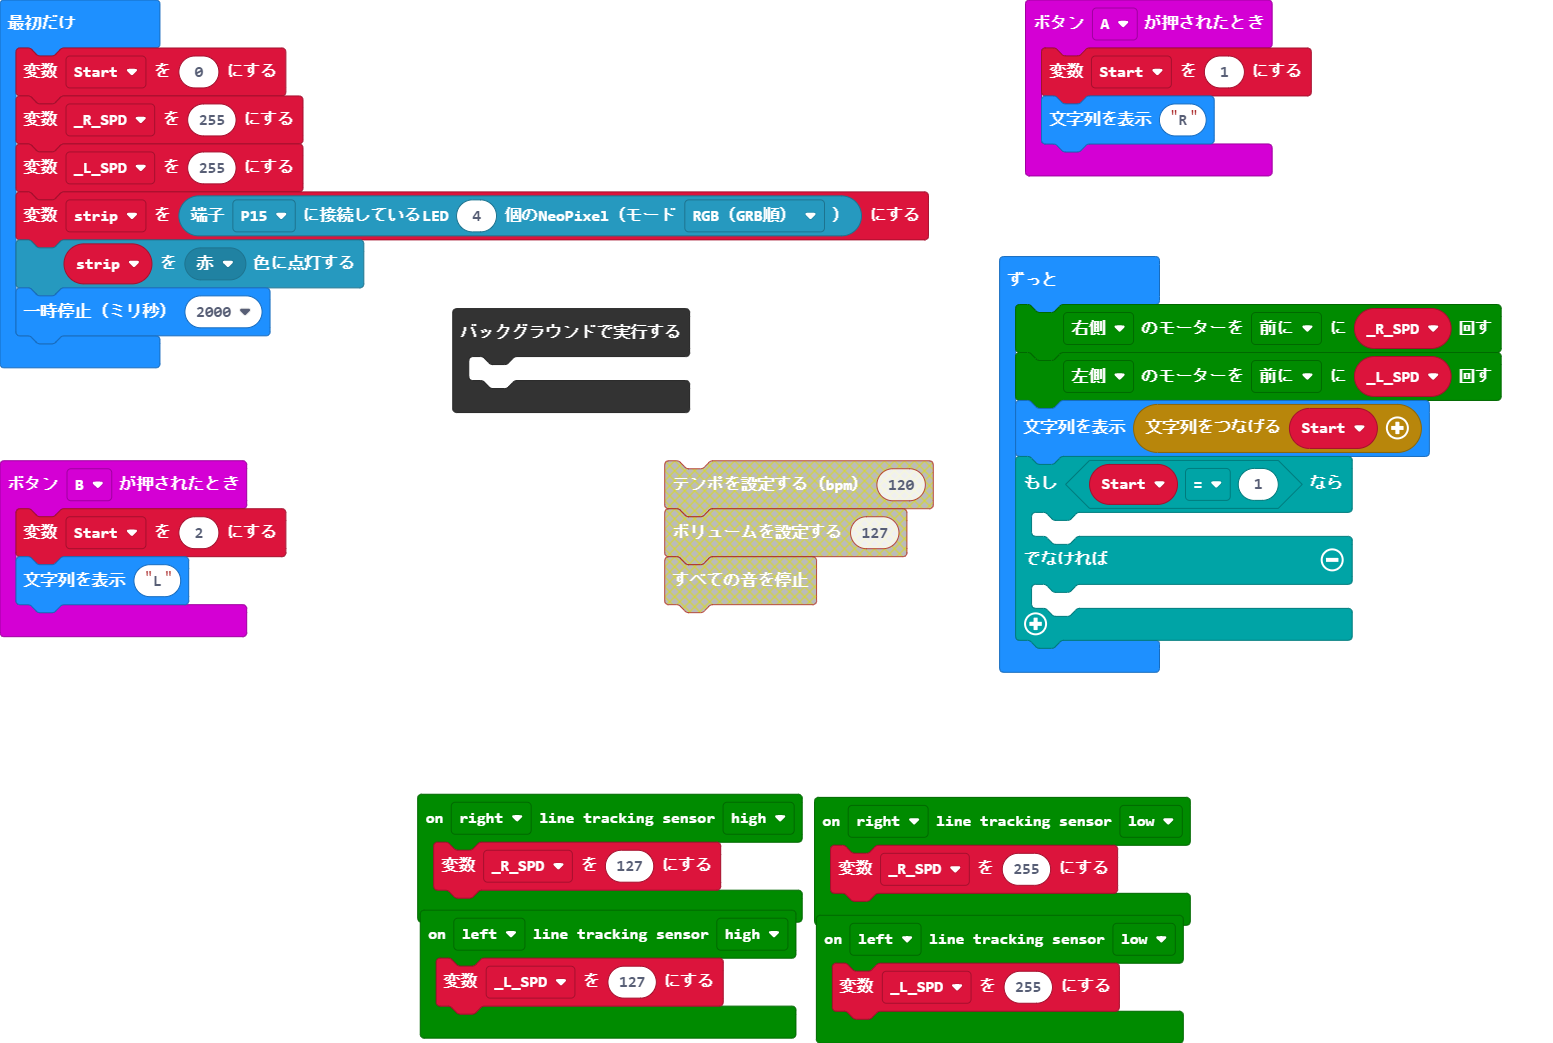 最初だけ
変数 Start ▼ を 0 にする
変数 _R_SPD ▼ を 255 にする
変数 _L_SPD ▼ を 255 にする
変数 strip ▼ を 端子 P15 ▼ に接続しているLED 4 個のNeoPixel（モード RGB（GRB順） ▼ ） にする
strip ▼ を 赤 ▼ 色に点灯する
一時停止（ミリ秒） 2000 ▼
ボタン A ▼ が押されたとき
変数 Start ▼ を 1 にする
文字列を表示 "R"
バックグラウンドで実行する
ずっと
右側 ▼ のモーターを 前に ▼ に _R_SPD ▼ 回す
左側 ▼ のモーターを 前に ▼ に _L_SPD ▼ 回す
文字列を表示 文字列をつなげる Start ▼ +
もし Start ▼ = ▼ 1 なら
でなければ −
+
ボタン B ▼ が押されたとき
変数 Start ▼ を 2 にする
文字列を表示 "L"
テンポを設定する（bpm） 120
ボリュームを設定する 127
すべての音を停止
on right ▼ line tracking sensor high ▼
変数 _R_SPD ▼ を 127 にする
on left ▼ line tracking sensor high ▼
変数 _L_SPD ▼ を 127 にする
on right ▼ line tracking sensor low ▼
変数 _R_SPD ▼ を 255 にする
on left ▼ line tracking sensor low ▼
変数 _L_SPD ▼ を 255 にする